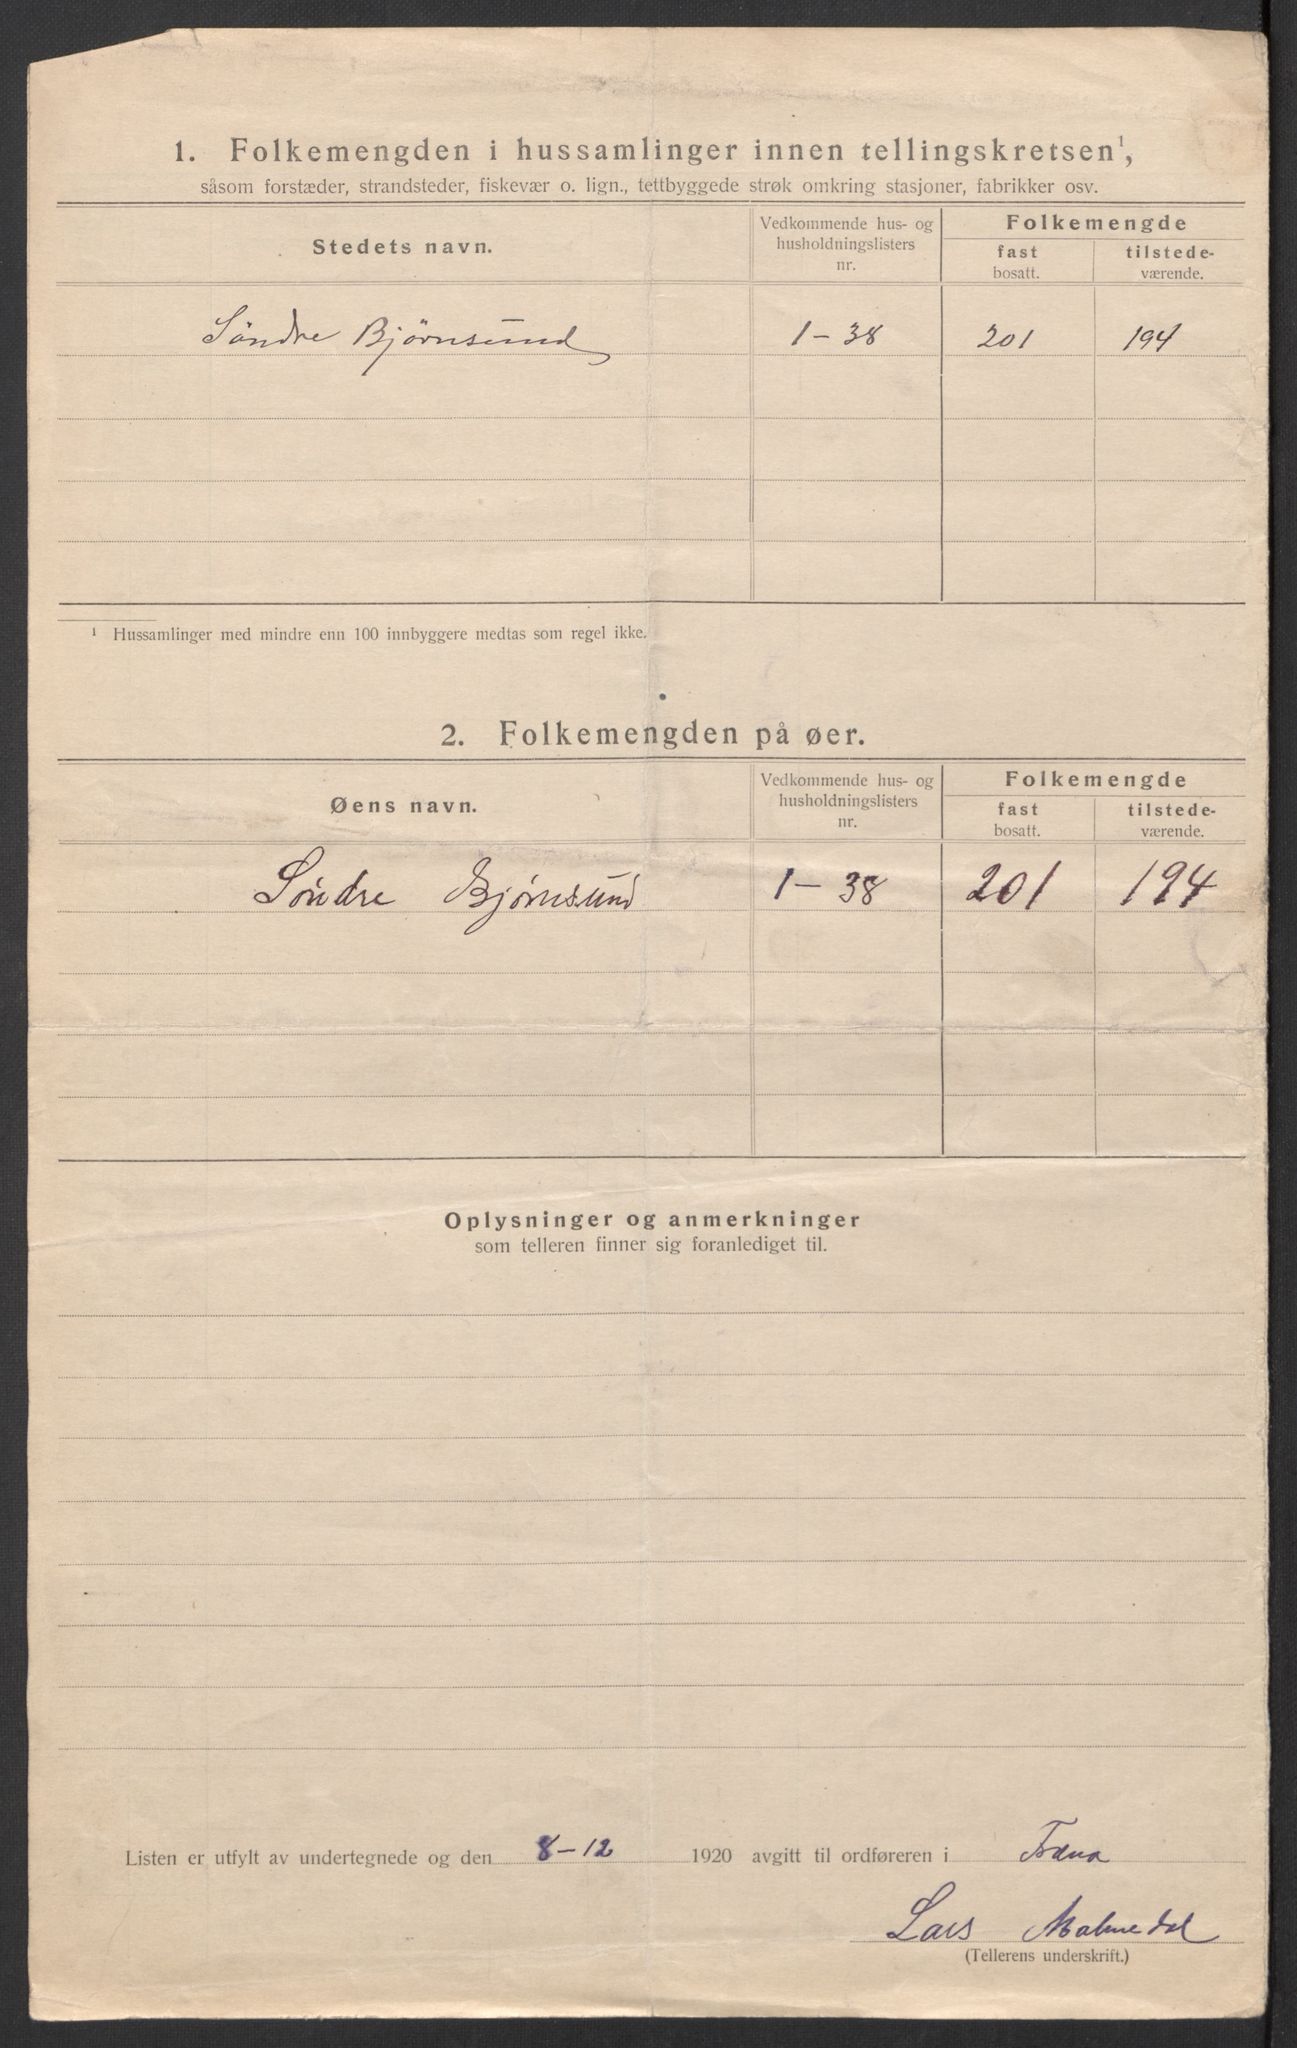 1. Folkemengden i hussamlinger innen tellingskretsen¹,
såsom forstæder, strandsteder, fiskevær o. lign., tettbyggede strøk omkring stasjoner, fabrikker osv.
Stedets navn.
Vedkommende hus- og
husholdningslisters
nr.
Folkemengde
fast
bosatt.
tilstede-
værende.
Söndre Bjørnsund 1-38 201 194
¹ Hussamlinger med mindre enn 100 innbyggere medtas som regel ikke.
2. Folkemengden på øer.
Øens navn.
Vedkommende hus- og
husholdningslisters
nr.
Folkemengde
fast
bosatt.
tilstede-
værende.
Söndre Bjørnsund 1-38 201 194
Oplysninger og anmerkninger
som telleren finner sig foranlediget til.
Listen er utfylt av undertegnede og den 8-12 1920 avgitt til ordføreren i Fræna
Lars Malmedal
(Tellerens underskrift.)